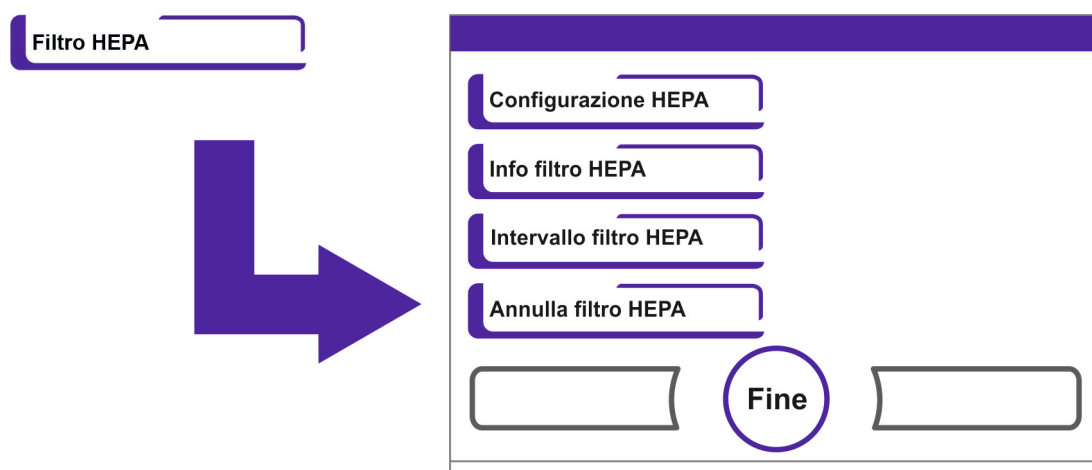 Filtro HEPA
Configurazione HEPA
Info filtro HEPA
Intervallo filtro HEPA
Annulla filtro HEPA
Fine